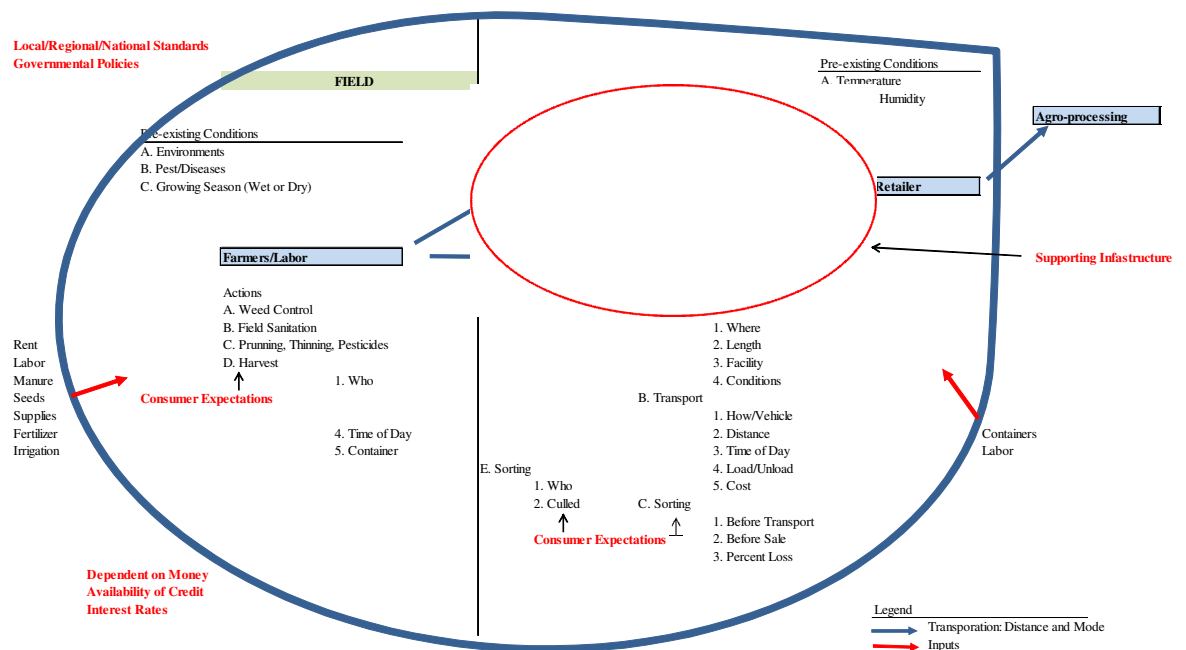 Local/Regional/National Standards
Governmental Policies
FIELD
Pre-existing Conditions
A. Temperature
Humidity
Agro-processing
Pre-existing Conditions
A. Environments
B. Pest/Diseases
C. Growing Season (Wet or Dry)
Retailer
Farmers/Labor
Supporting Infastructure
Actions
A. Weed Control
B. Field Sanitation
C. Prunning, Thinning, Pesticides
D. Harvest
1. Who
Consumer Expectations
4. Time of Day
5. Container
Rent
Labor
Manure
Seeds
Supplies
Fertilizer
Irrigation
1. Where
2. Length
3. Facility
4. Conditions
B. Transport
1. How/Vehicle
2. Distance
3. Time of Day
4. Load/Unload
5. Cost
E. Sorting
1. Who
2. Culled
C. Sorting
Consumer Expectations
1. Before Transport
2. Before Sale
3. Percent Loss
Containers
Labor
Dependent on Money
Availability of Credit
Interest Rates
Legend
Transporation: Distance and Mode
Inputs